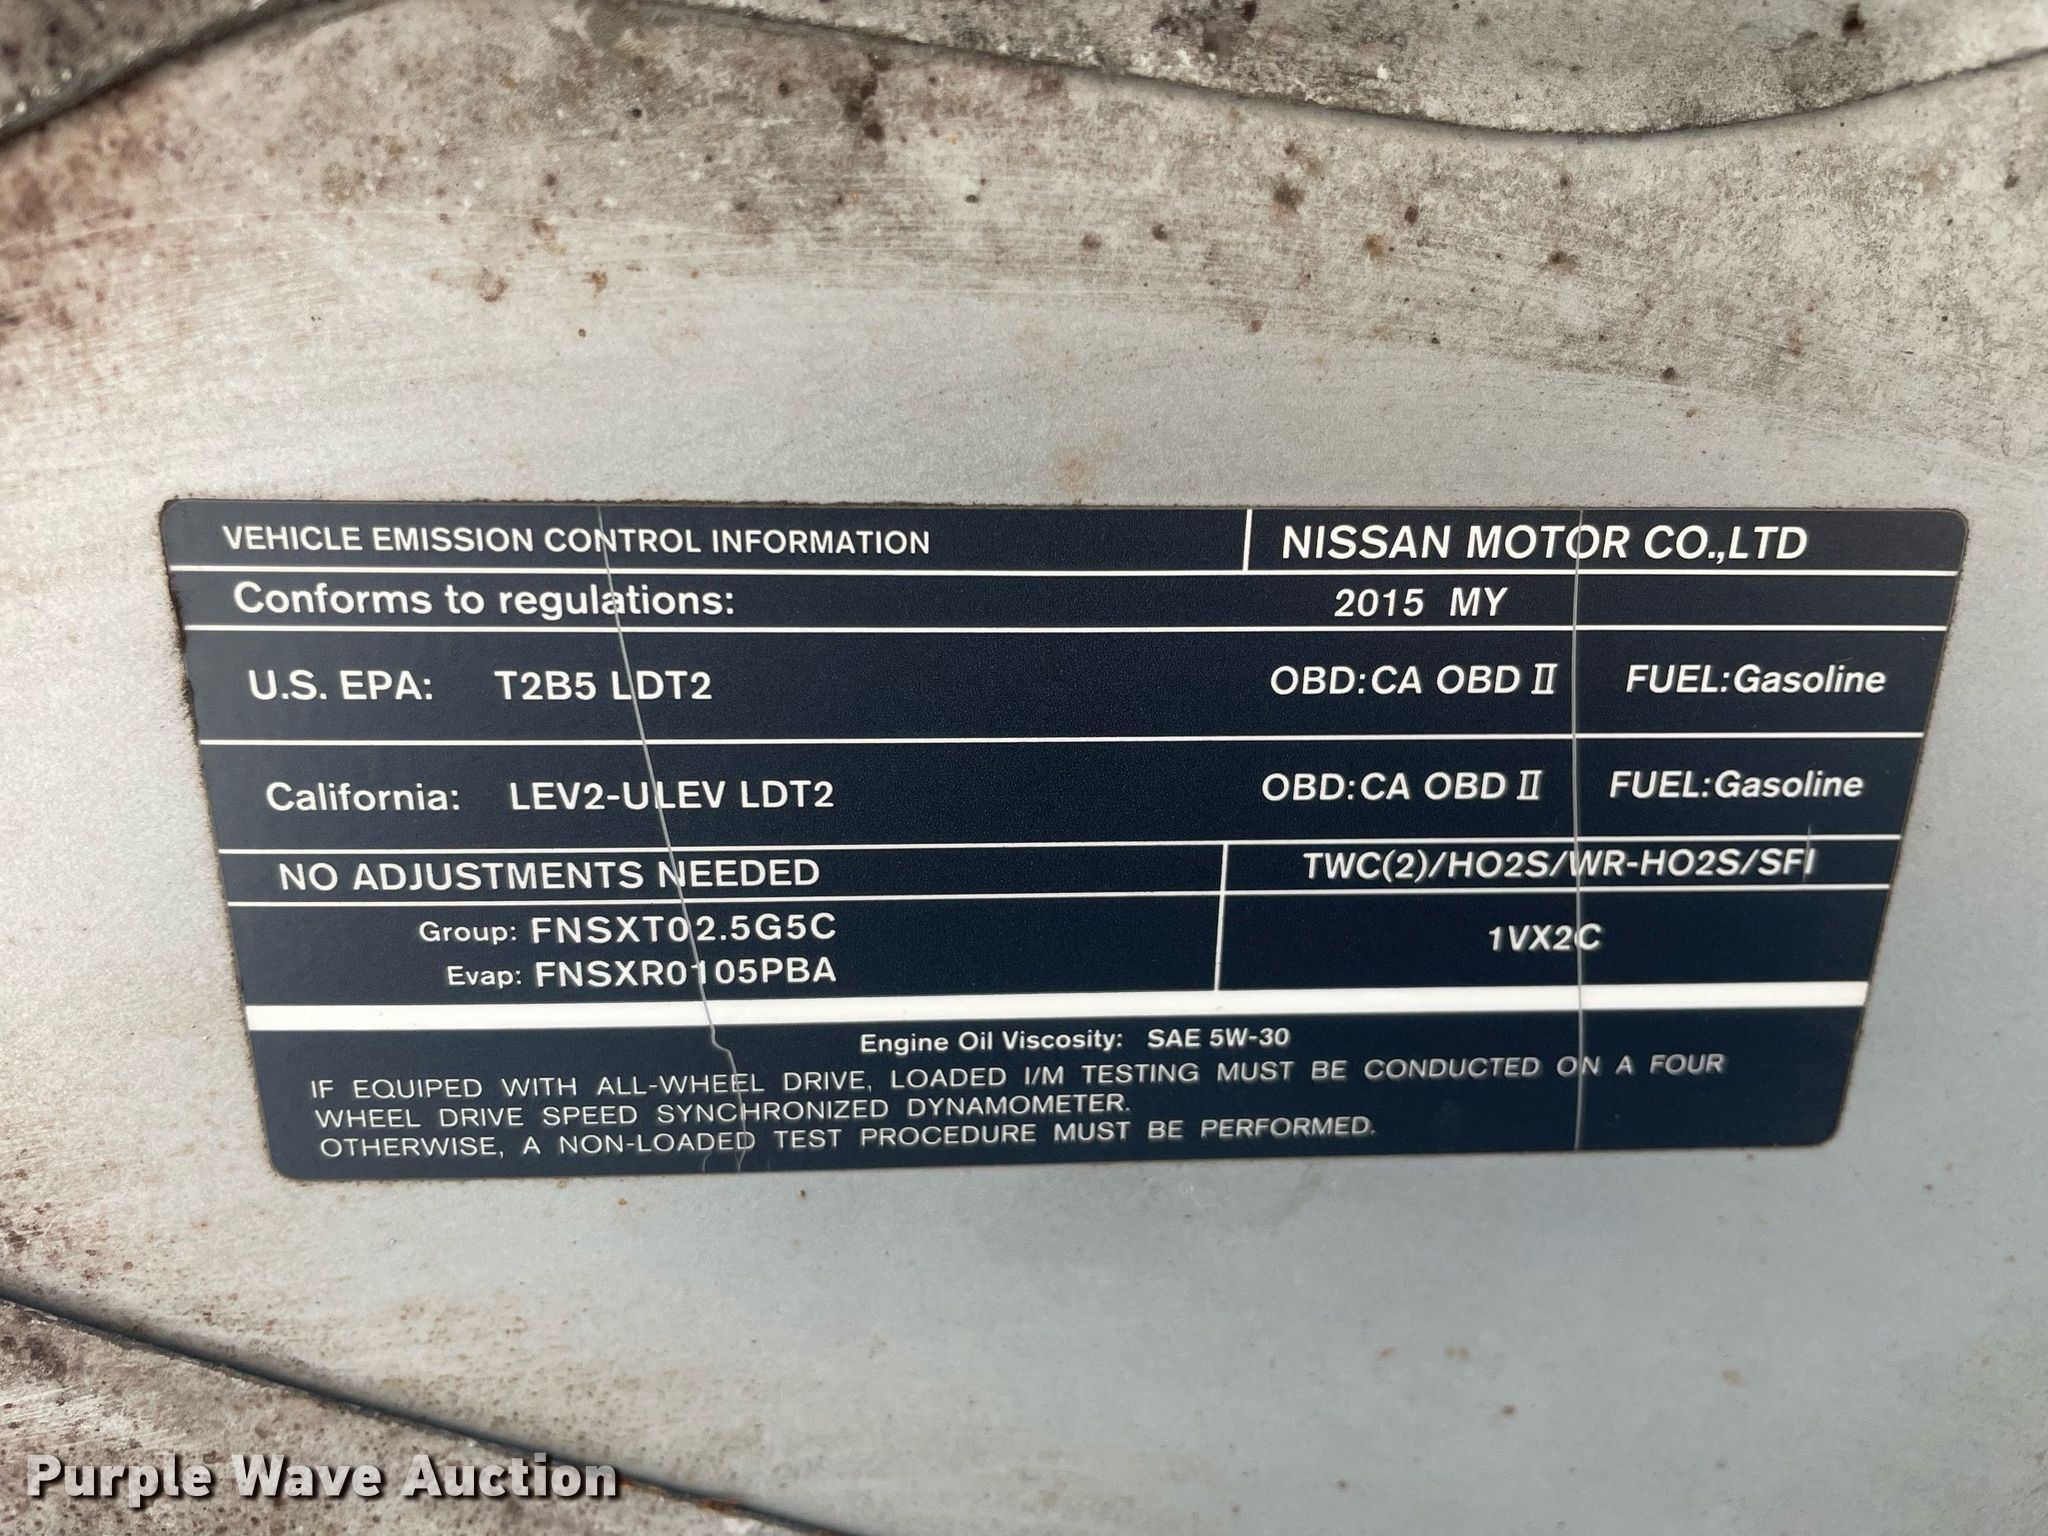 VEHICLE EMISSION CONTROL INFORMATION NISSAN MOTOR CO.,LTD
Conforms to regulations: 2015 MY
U.S. EPA: T2B5 LDT2 OBD:CA OBD II FUEL:Gasoline
California: LEV2-ULEV LDT2 OBD:CA OBD II FUEL:Gasoline
NO ADJUSTMENTS NEEDED TWC(2)/HO2S/WR-HO2S/SFI
Group: FNSXT02.5G5C
1VX2C
Evap: FNSXR0105PBA
Engine Oil Viscosity: SAE 5W-30
IF EQUIPED WITH ALL-WHEEL DRIVE, LOADED I/M TESTING MUST BE CONDUCTED ON A FOUR
WHEEL DRIVE SPEED SYNCHRONIZED DYNAMOMETER.
OTHERWISE, A NON-LOADED TEST PROCEDURE MUST BE PERFORMED.
Purple Wave Auction